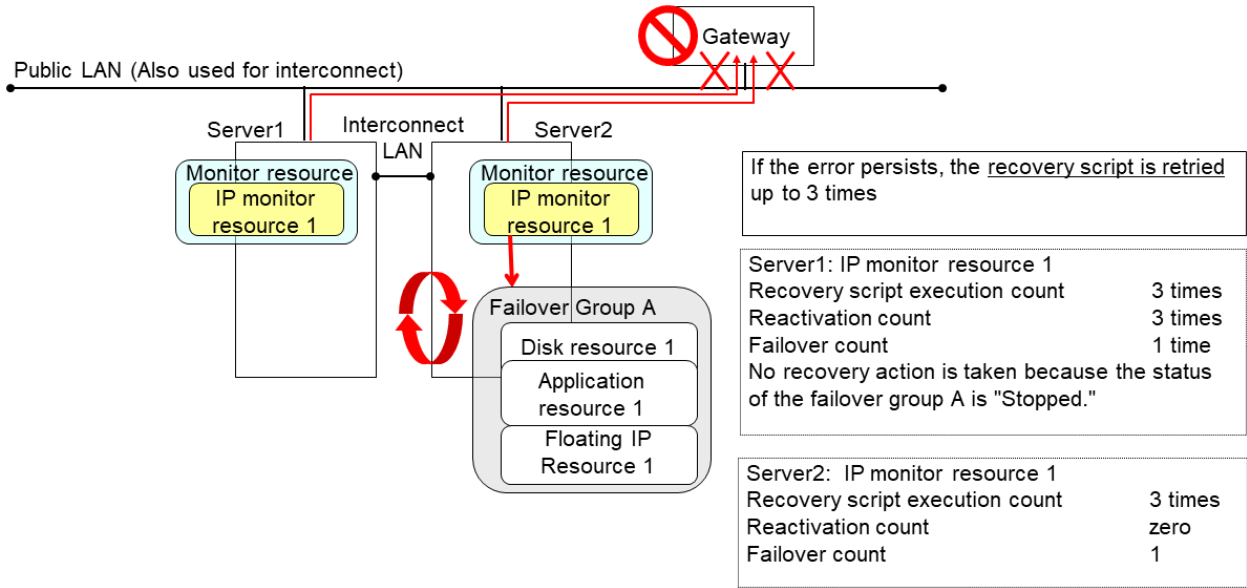 Gateway
Public LAN (Also used for interconnect)
Server1
Interconnect
LAN
Server2
Monitor resource
IP monitor
resource 1
Monitor resource
IP monitor
resource 1
Failover Group A
Disk resource 1
Application
resource 1
Floating IP
Resource 1
If the error persists, the recovery script is retried
up to 3 times
Server1: IP monitor resource 1
Recovery script execution count 3 times
Reactivation count 3 times
Failover count 1 time
No recovery action is taken because the status
of the failover group A is "Stopped."
Server2: IP monitor resource 1
Recovery script execution count 3 times
Reactivation count zero
Failover count 1